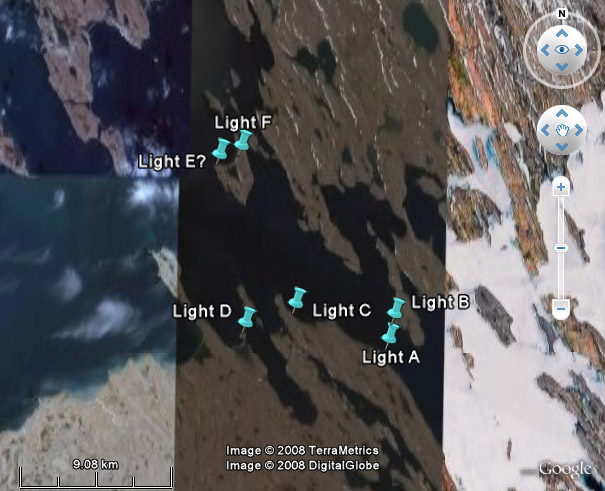 N
Light F
Light E?
Light D
Light C
Light B
Light A
9.08 km
Image © 2008 TerraMetrics
Image © 2008 DigitalGlobe
Google